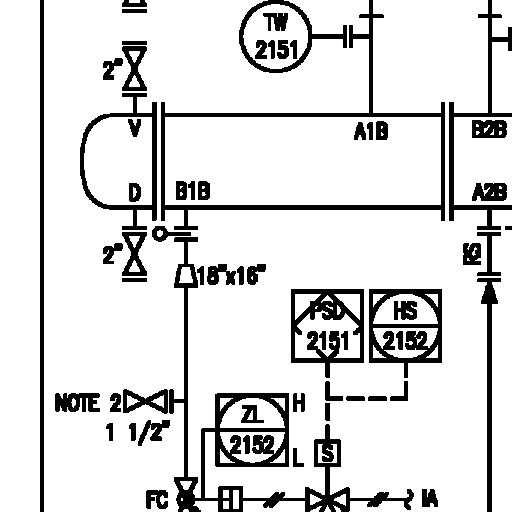 TW
2151
2"
V
A1B
B2B
D
B1B
A2B
2"
18"x16"
PSD
2151
HS
2152
NOTE 2
1 1/2"
ZL
2152
H
L
S
FC
IA